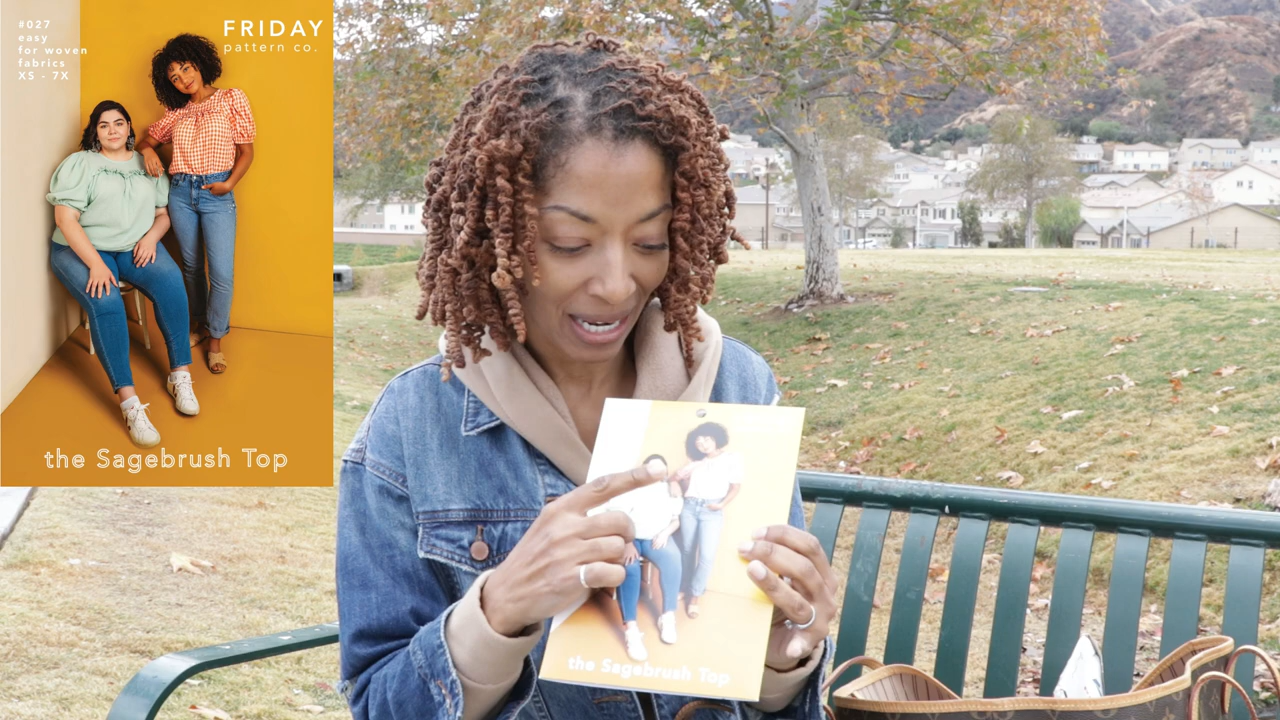 #027
easy
for woven
fabrics
XS - 7X
FRIDAY
pattern co.
the Sagebrush Top
the Sagebrush Top